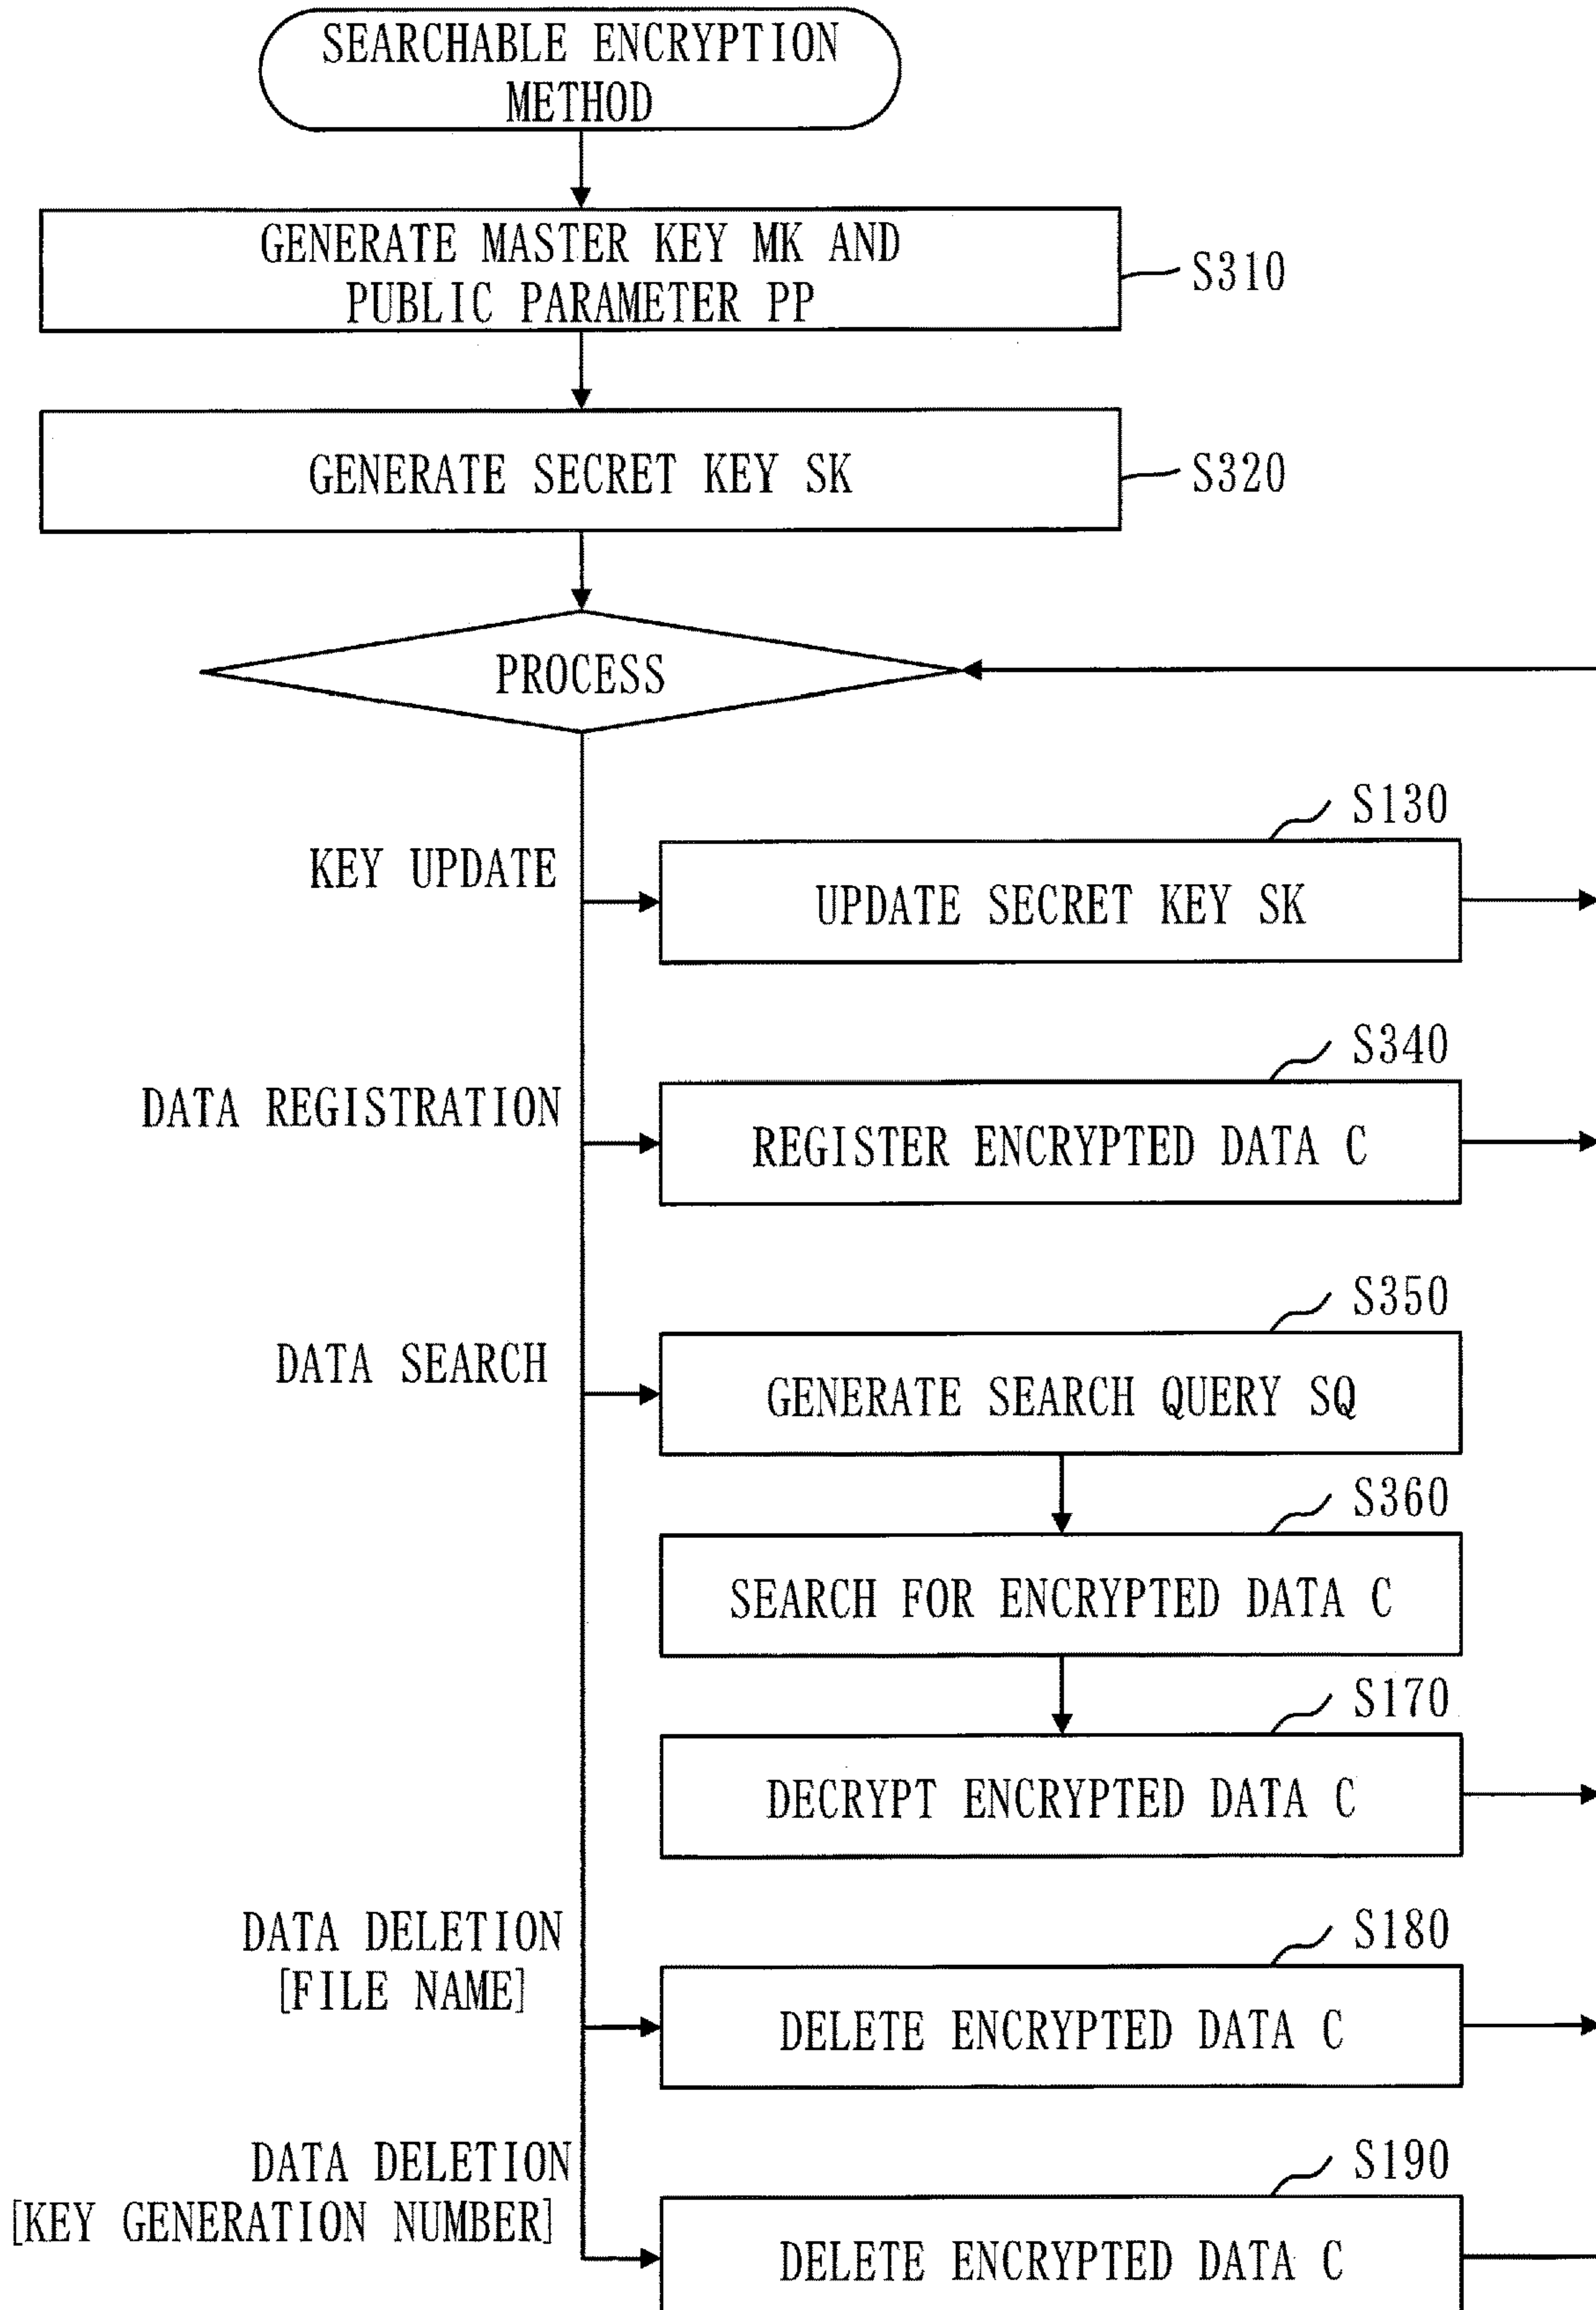 SEARCHABLE ENCRYPTION
METHOD
GENERATE MASTER KEY MK AND
PUBLIC PARAMETER PP
S310
GENERATE SECRET KEY SK
S320
PROCESS
S130
KEY UPDATE
UPDATE SECRET KEY SK
S340
DATA REGISTRATION
REGISTER ENCRYPTED DATA C
S350
DATA SEARCH
GENERATE SEARCH QUERY SQ
S360
SEARCH FOR ENCRYPTED DATA C
S170
DECRYPT ENCRYPTED DATA C
S180
DATA DELETION
[FILE NAME]
DELETE ENCRYPTED DATA C
S190
DATA DELETION
[KEY GENERATION NUMBER]
DELETE ENCRYPTED DATA C